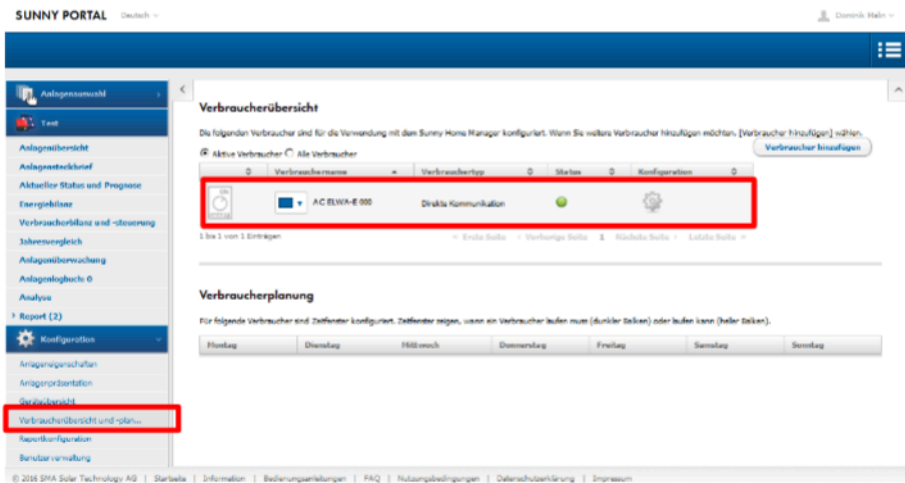 SUNNY PORTAL Deutsch
Dominik Malin
Anlagenauswahl
Test
Anlagenübersicht
Anlagensteckbrief
Aktueller Status und Prognose
Energiebilanz
Verbraucherbilanz und -steuerung
Jahresvergleich
Anlagenüberwachung
Anlagenlogbuch: 0
Analyse
Report (2)
Konfiguration
Anlageneigenschaften
Anlagenpräsentation
Geräteübersicht
Verbraucherübersicht und -plan...
Reportkonfiguration
Benutzerverwaltung
Verbraucherübersicht
Die folgenden Verbraucher sind für die Verwendung mit dem Sunny Home Manager konfiguriert. Wenn Sie weitere Verbraucher hinzufügen möchten, [Verbraucher hinzufügen] wählen.
Verbraucher hinzufügen
Aktive Verbraucher Alle Verbraucher
Verbrauchername Verbrauchertyp Status Konfiguration
AC ELWA-E 000 Direkte Kommunikation
1 bis 1 von 1 Einträgen
« Erste Seite < Vorherige Seite 1 Nächste Seite > Letzte Seite »
Verbraucherplanung
Für folgende Verbraucher sind Zeitfenster konfiguriert. Zeitfenster zeigen, wann ein Verbraucher laufen muss (dunkler Balken) oder laufen kann (heller Balken).
Montag Dienstag Mittwoch Donnerstag Freitag Samstag Sonntag
© 2016 SMA Solar Technology AG | Startseite | Information | Bedienungsanleitungen | FAQ | Nutzungsbedingungen | Datenschutzerklärung | Impressum